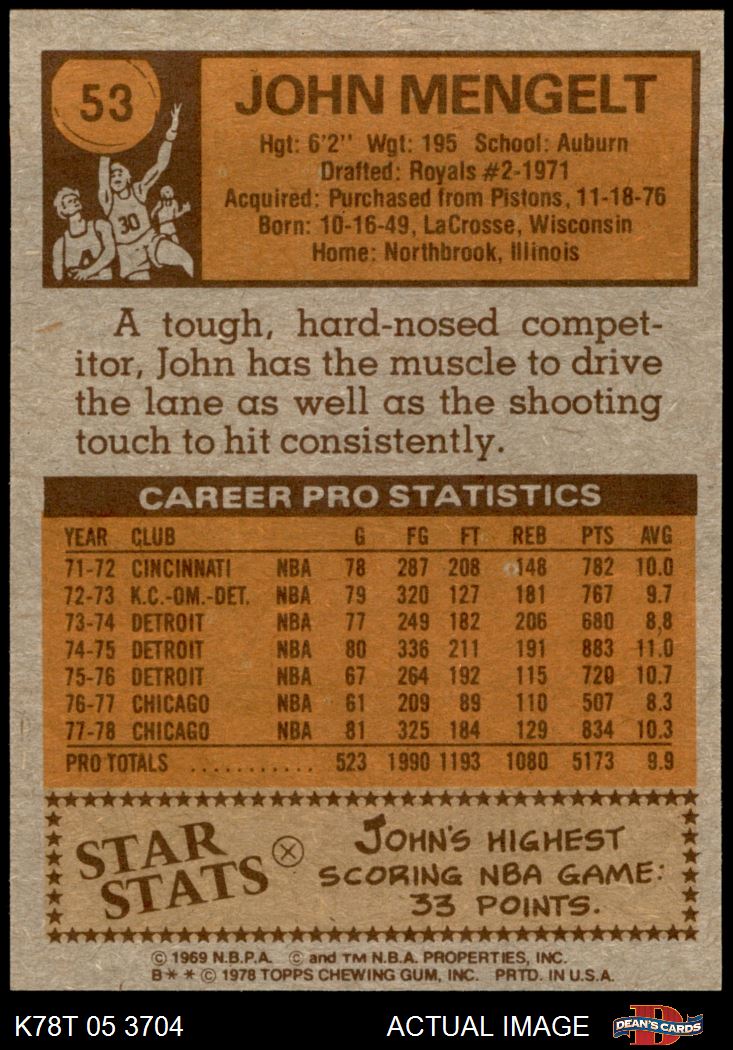 53
JOHN MENGELT
Hgt: 6'2" Wgt: 195 School: Auburn
Drafted: Royals #2-1971
Acquired: Purchased from Pistons, 11-18-76
Born: 10-16-49, LaCrosse, Wisconsin
Home: Northbrook, Illinois
30
A tough, hard-nosed compet-
itor, John has the muscle to drive
the lane as well as the shooting
touch to hit consistently.
CAREER PRO STATISTICS
YEAR CLUB G FG FT REB PTS AVG
71-72 CINCINNATI NBA 78 287 208 148 782 10.0
72-73 K.C.-OM.-DET. NBA 79 320 127 181 767 9.7
73-74 DETROIT NBA 77 249 182 206 680 8.8
74-75 DETROIT NBA 80 336 211 191 883 11.0
75-76 DETROIT NBA 67 264 192 115 720 10.7
76-77 CHICAGO NBA 61 209 89 110 507 8.3
77-78 CHICAGO NBA 81 325 184 129 834 10.3
PRO TOTALS ........... 523 1990 1193 1080 5173 9.9
STAR
STATS
JOHN'S HIGHEST
SCORING NBA GAME:
33 POINTS.
© 1969 N.B.P.A. © and TM N.B.A. PROPERTIES, INC.
B* * © 1978 TOPPS CHEWING GUM, INC. PRTD. IN U.S.A.
K78T 05 3704 ACTUAL IMAGE DEAN'S CARDS